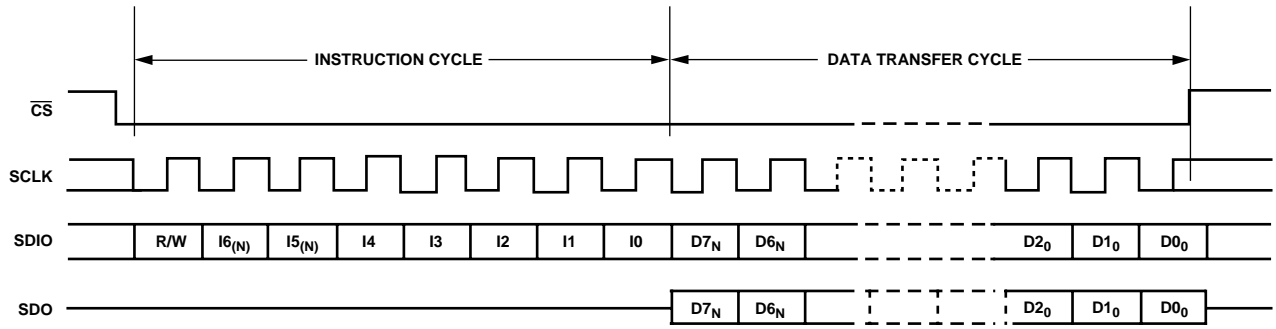 INSTRUCTION CYCLE DATA TRANSFER CYCLE
CS
SCLK
SDIO R/W I6(N) I5(N) I4 I3 I2 I1 I0 D7N D6N D20 D10 D00
SDO D7N D6N D20 D10 D00